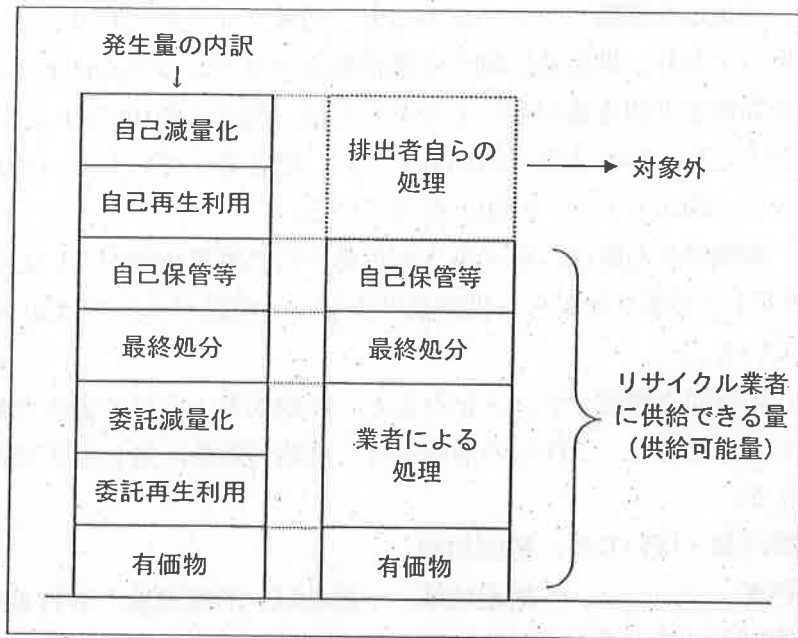 発生量の内訳
↓
自己減量化
自己再生利用
自己保管等
最終処分
委託減量化
委託再生利用
有価物
排出者自らの
処理
自己保管等
最終処分
業者による
処理
有価物
対象外
リサイクル業者
に供給できる量
（供給可能量）